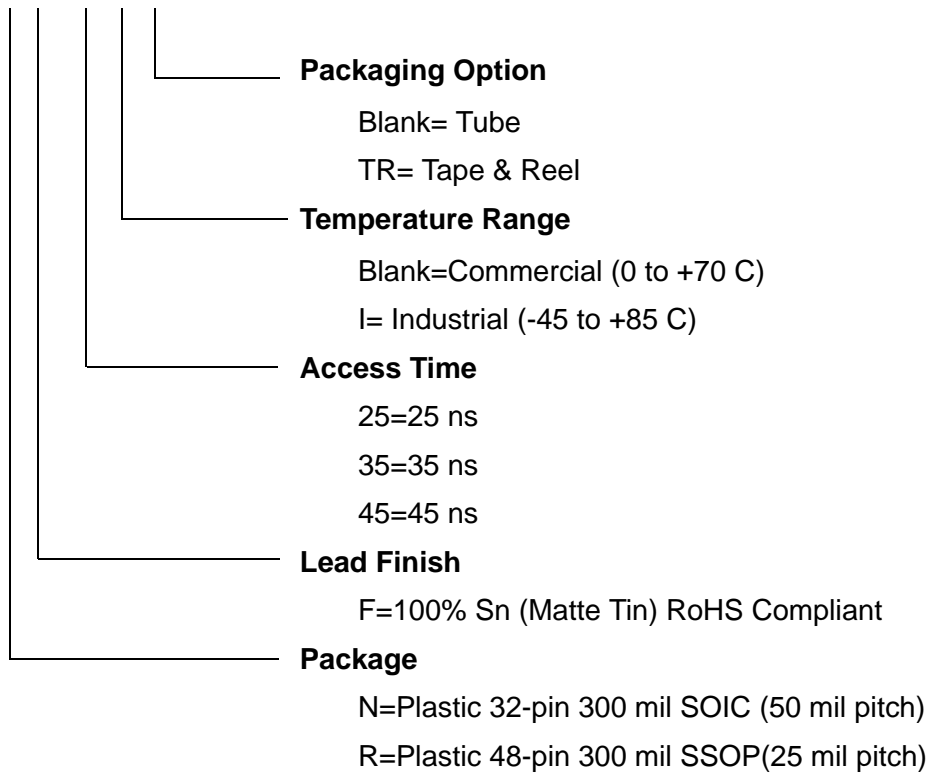 Packaging Option
Blank= Tube
TR= Tape & Reel
Temperature Range
Blank=Commercial (0 to +70 C)
I= Industrial (-45 to +85 C)
Access Time
25=25 ns
35=35 ns
45=45 ns
Lead Finish
F=100% Sn (Matte Tin) RoHS Compliant
Package
N=Plastic 32-pin 300 mil SOIC (50 mil pitch)
R=Plastic 48-pin 300 mil SSOP(25 mil pitch)